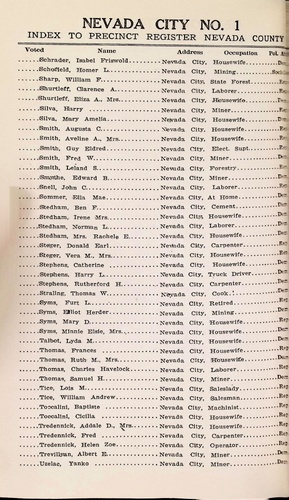 NEVADA CITY NO. 1
INDEX TO PRECINCT REGISTER NEVADA COUNTY
Voted Name Address Occupation Pol.
Schrader, Isabel Nevada City, Housewife
Schofield, Homer L. Nevada City, Mining
Sharp, William F. Nevada City, State Forest
Shurtleff, Clarence A. Nevada City, Laborer
Shurtleff, Eliza A. Mrs. Nevada City, Housewife
Silva, Harry Nevada City, Miner
Silva, Mary Amelia Nevada City, Housewife
Smith, Augusta C. Nevada City, Housewife
Smith, Aveline A., Mrs. Nevada City, Housewife
Smith, Guy Eldred Nevada City, Elect. Supt.
Smith, Fred W. Nevada City, Miner
Smith, Leland S. Nevada City, Forestry
Smythe, Edward B. Nevada City, Miner
Snell, John C. Nevada City, Laborer
Sommer, Ella Mae Nevada City, At Home
Stedman, Ben F. Nevada City, Cement
Stedman, Irene Mrs. Nevada City, Housewife
Stedman, Norman L. Nevada City, Laborer
Stedman, Mrs. Rachele E. Nevada City, Housewife
Steger, Donald Earl Nevada City, Carpenter
Steger, Vera M., Mrs. Nevada City, Housewife
Stephens, Catherine Nevada City, Housewife
Stephens, Harry L. Nevada City, Truck Driver
Stephens, Rutherford H. Nevada City, Carpenter
Straling, Thomas W. Nevada City, Cook
Syms, Furt L. Nevada City, Retired
Syms, Elliot Herder Nevada City, Mining
Syms, Mary D. Nevada City, Housewife
Syms, Minnie Elsie, Mrs. Nevada City, Housewife
Talbot, Lyda M. Nevada City, Housewife
Thomas, Frances Nevada City, Housewife
Thomas, Ruth M., Mrs. Nevada City, Housewife
Thomas, Charles Havelock Nevada City, Laborer
Thomas, Samuel H. Nevada City, Miner
Tice, Lois M. Nevada City, Saleslady
Tice, William Andrew Nevada City, Salesman
Toccalini, Baptiste Nevada City, Machinist
Toccalini, Cicilia Nevada City, Housewife
Tredennick, Addale D., Mrs. Nevada City, Housewife
Tredennick, Fred Nevada City, Carpenter
Tredennick, Helen Zoe Nevada City, Operator
Trevillyan, Albert E. Nevada City, Miner
Uzelac, Yanko Nevada City, Miner